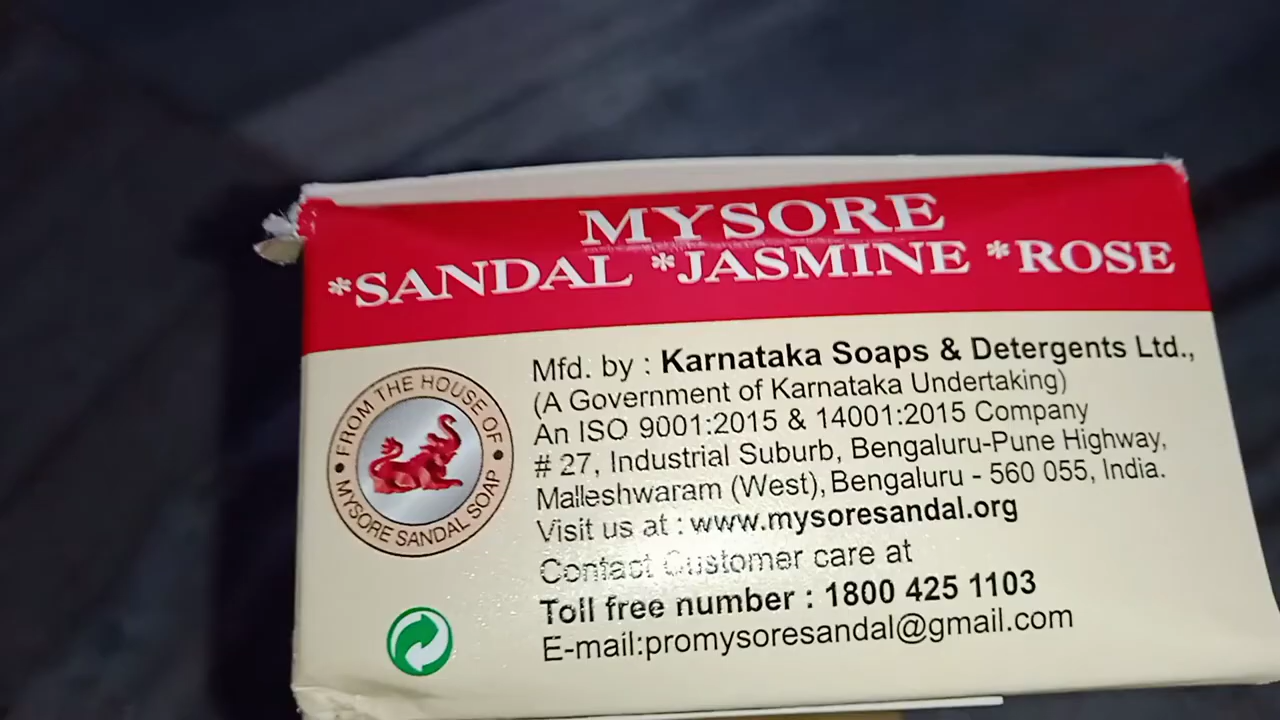 MYSORE
*SANDAL *JASMINE *ROSE
FROM THE HOUSE OF
• MYSORE SANDAL SOAP •
Mfd. by : Karnataka Soaps & Detergents Ltd.,
(A Government of Karnataka Undertaking)
An ISO 9001:2015 & 14001:2015 Company
# 27, Industrial Suburb, Bengaluru-Pune Highway,
Malleshwaram (West), Bengaluru - 560 055, India.
Visit us at : www.mysoresandal.org
Contact Customer care at
Toll free number : 1800 425 1103
E-mail:promysoresandal@gmail.com